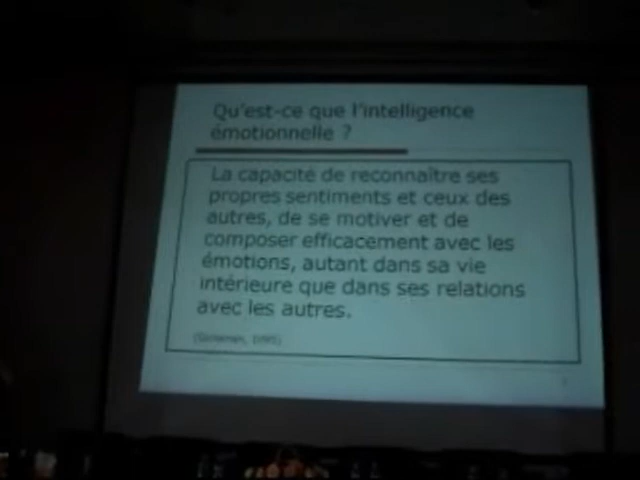 Qu'est-ce que l'intelligence
émotionnelle ?
La capacité de reconnaître ses
propres sentiments et ceux des
autres, de se motiver et de
composer efficacement avec les
émotions, autant dans sa vie
intérieure que dans ses relations
avec les autres.